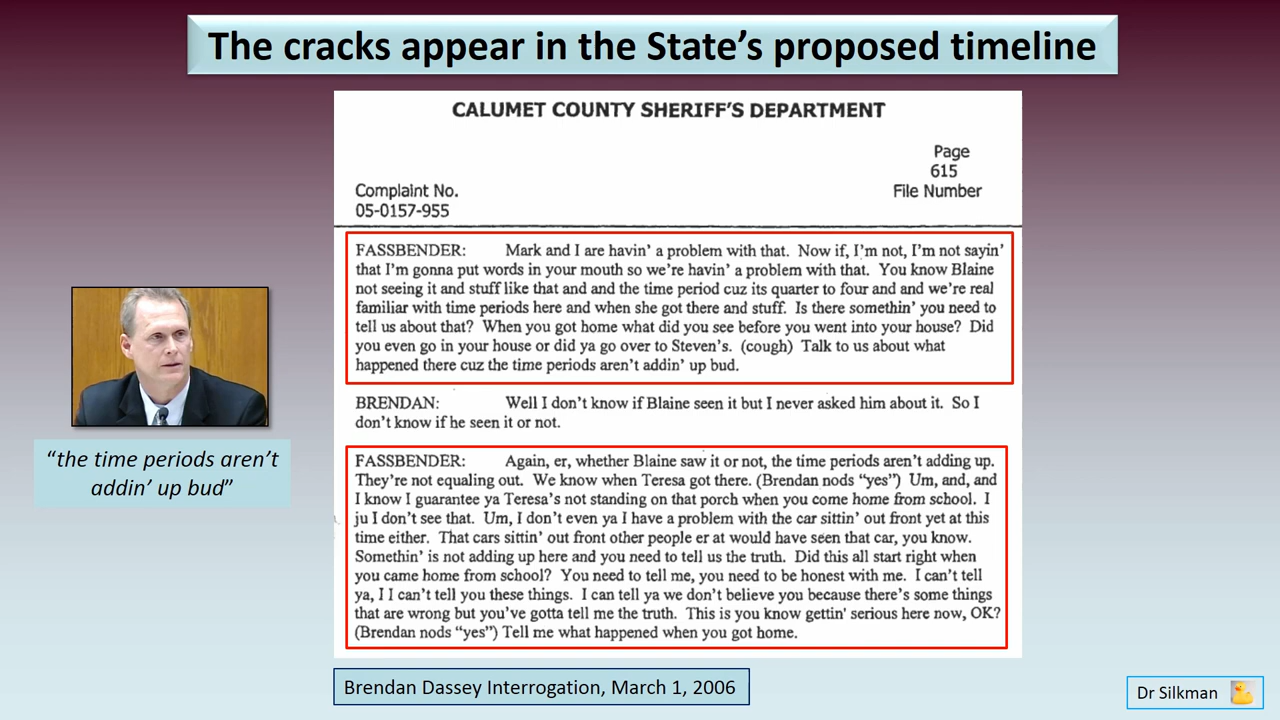 The cracks appear in the State's proposed timeline
CALUMET COUNTY SHERIFF'S DEPARTMENT
Page
615
Complaint No.
File Number
05-0157-955
FASSBENDER: Mark and I are havin' a problem with that. Now if, I'm not, I'm not sayin'
that I'm gonna put words in your mouth so we're havin' a problem with that. You know Blaine
not seeing it and stuff like that and and the time period cuz its quarter to four and and we're real
familiar with time periods here and when she got there and stuff. Is there somethin' you need to
tell us about that? When you got home what did you see before you went into your house? Did
you even go in your house or did ya go over to Steven's. (cough) Talk to us about what
happened there cuz the time periods aren't addin' up bud.
BRENDAN: Well I don't know if Blaine seen it but I never asked him about it. So I
don't know if he seen it or not.
FASSBENDER: Again, er, whether Blaine saw it or not, the time periods aren't adding up.
They're not equaling out. We know when Teresa got there. (Brendan nods "yes") Um, and, and
I know I guarantee ya Teresa's not standing on that porch when you come home from school. I
ju I don't see that. Um, I don't even ya I have a problem with the car sittin' out front yet at this
time either. That cars sittin' out front other people er at would have seen that car, you know.
Somethin' is not adding up here and you need to tell us the truth. Did this all start right when
you came home from school? You need to tell me, you need to be honest with me. I can't tell
ya, I I can't tell you these things. I can tell ya we don't believe you because there's some things
that are wrong but you've gotta tell me the truth. This is you know gettin' serious here now, OK?
(Brendan nods "yes") Tell me what happened when you got home.
"the time periods aren't
addin' up bud"
Brendan Dassey Interrogation, March 1, 2006
Dr Silkman